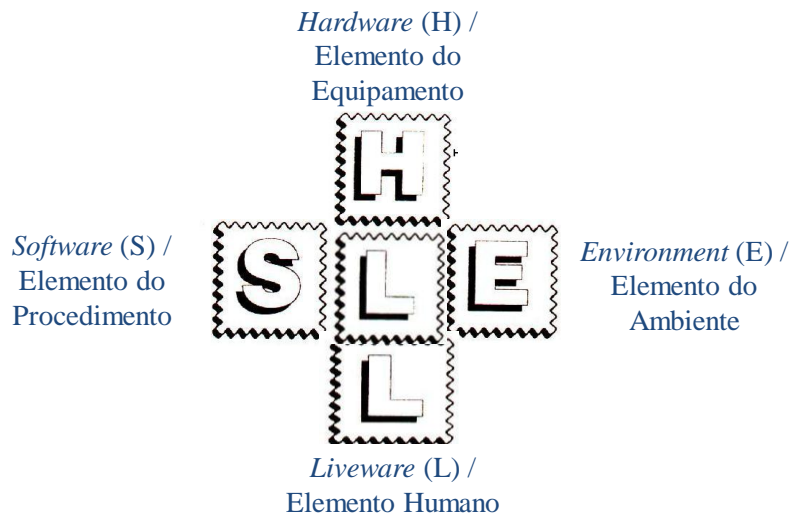 Hardware (H) /
Elemento do
Equipamento
H
Software (S) /
Elemento do
Procedimento
S
L
E
Environment (E) /
Elemento do
Ambiente
L
Liveware (L) /
Elemento Humano